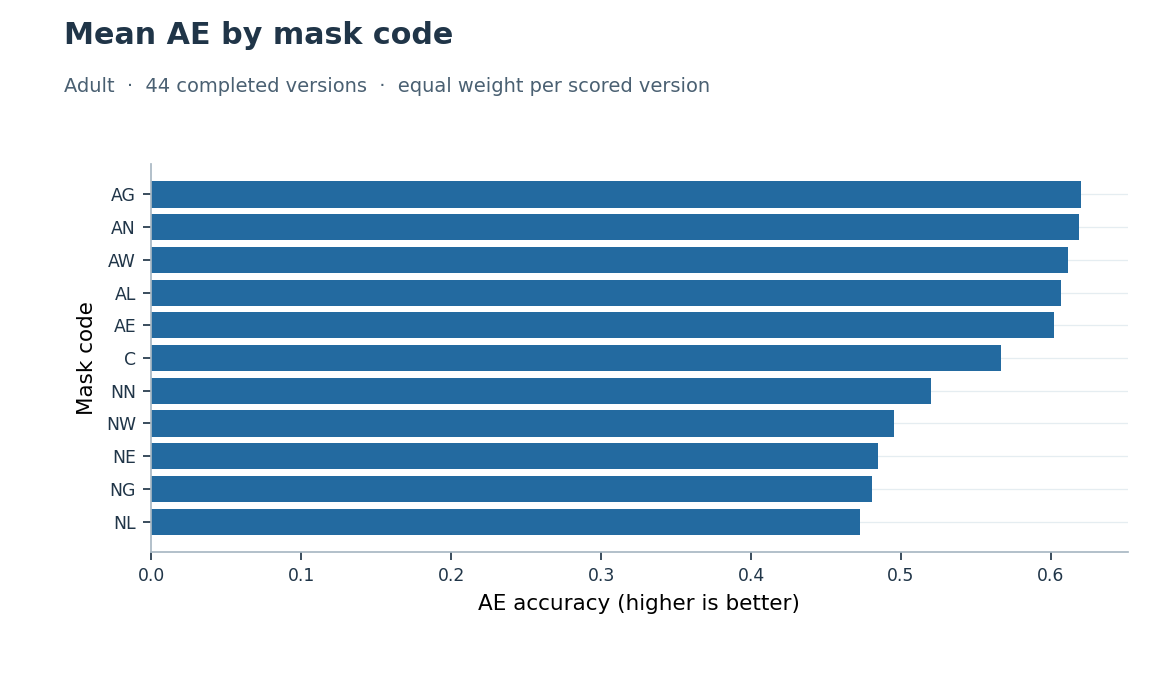 Mean AE by mask code
Adult · 44 completed versions · equal weight per scored version
Mask code
AG
AN
AW
AL
AE
C
NN
NW
NE
NG
NL
0.0 0.1 0.2 0.3 0.4 0.5 0.6
AE accuracy (higher is better)